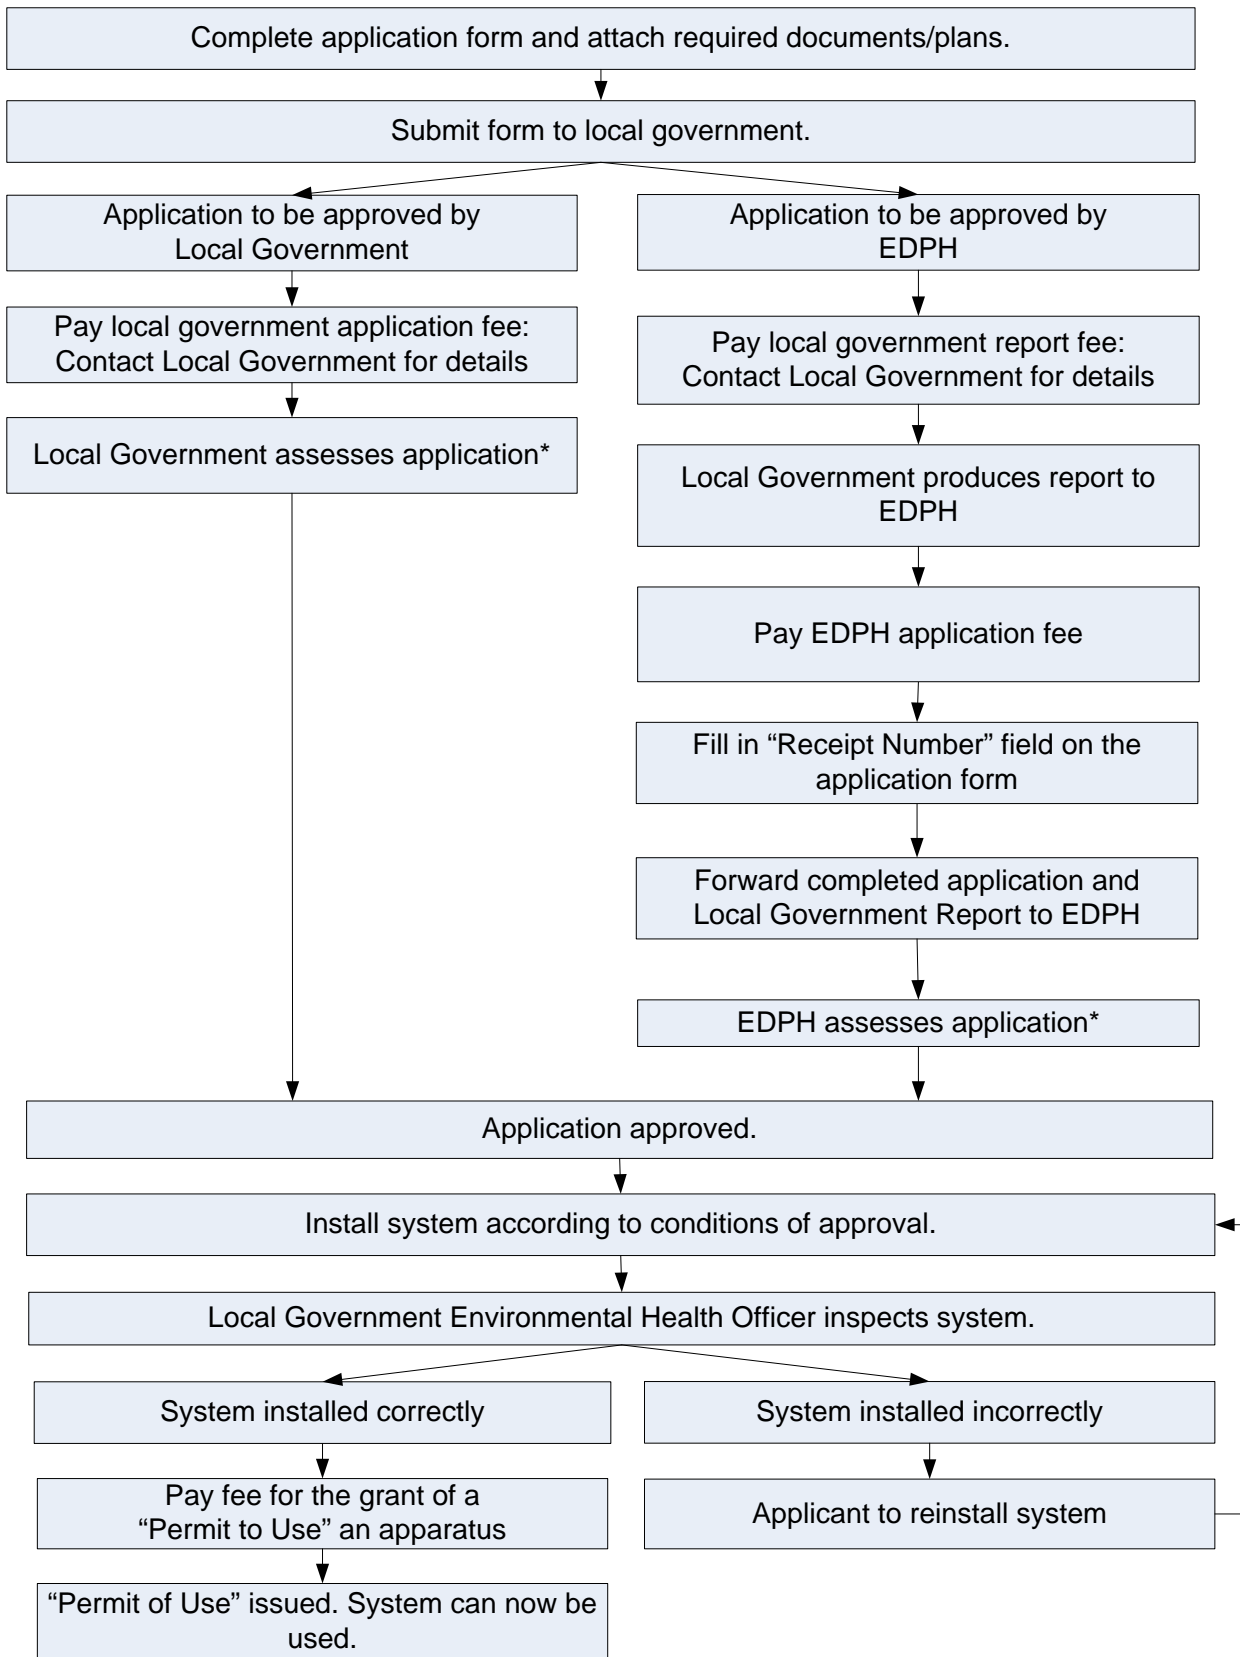 Complete application form and attach required documents/plans.
Submit form to local government.
Application to be approved by
Local Government
Pay local government application fee:
Contact Local Government for details
Local Government assesses application*
Application to be approved by
EDPH
Pay local government report fee:
Contact Local Government for details
Local Government produces report to
EDPH
Pay EDPH application fee
Fill in “Receipt Number” field on the
application form
Forward completed application and
Local Government Report to EDPH
EDPH assesses application*
Application approved.
Install system according to conditions of approval.
Local Government Environmental Health Officer inspects system.
System installed correctly
Pay fee for the grant of a
“Permit to Use” an apparatus
“Permit of Use” issued. System can now be
used.
System installed incorrectly
Applicant to reinstall system